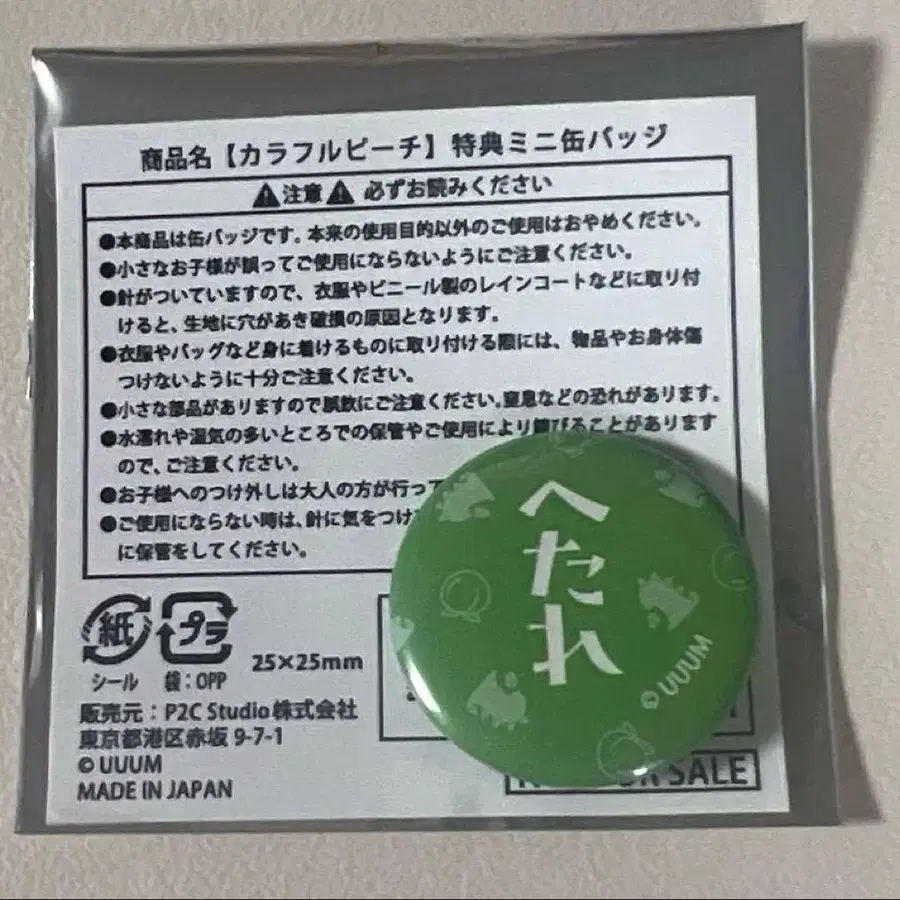 商品名【カラフルピーチ】特典ミニ缶バッジ
注意 必ずお読みください
●本商品は缶バッジです。本来の使用目的以外のご使用はおやめください。
●小さなお子様が誤ってご使用にならないようにご注意ください。
●針がついていますので、衣服やビニール製のレインコートなどに取り付
けると、生地に穴があき破損の原因となります。
●衣服やバッグなど身に着けるものに取り付ける際には、物品やお身体傷
つけないように十分ご注意ください。
●小さな部品がありますので誤飲にご注意ください。窒息などの恐れがあります。
●水濡れや湿気の多いところでの保管やご使用により錆びることがあります
ので、ご注意ください。
●お子様へのつけ外しは大人の方が行っ
●ご使用にならない時は、針に気をつけ
に保管をしてください。
へたれ
© UUUM
紙 プラ
シール 袋:OPP
25×25mm
販売元:P2C Studio株式会社
東京都港区赤坂 9-7-1
© UUUM
MADE IN JAPAN
SALE